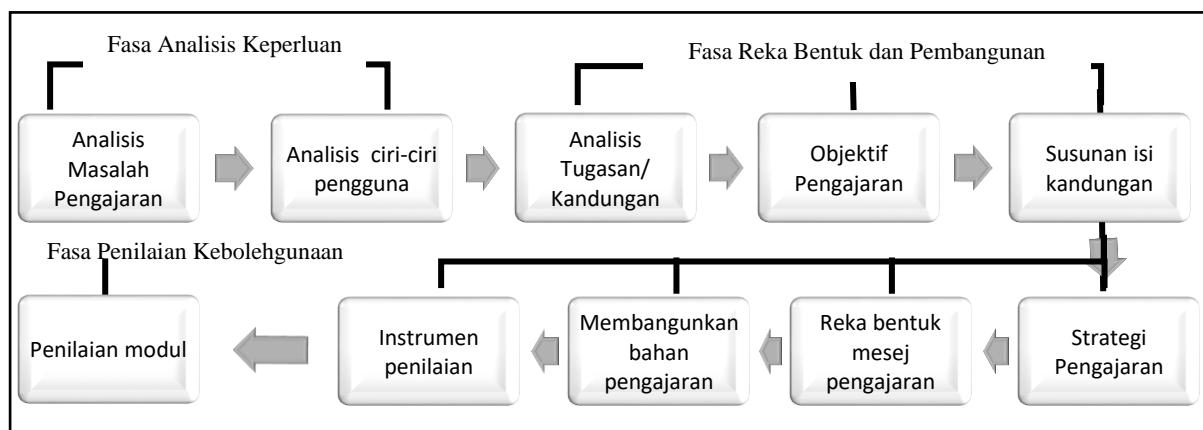 Fasa Analisis Keperluan
Fasa Reka Bentuk dan Pembangunan
Analisis
Masalah
Pengajaran
Analisis ciri-ciri
pengguna
Analisis
Tugasan/
Kandungan
Objektif
Pengajaran
Susunan isi
kandungan
Fasa Penilaian Kebolehgunaan
Penilaian modul
Instrumen
penilaian
Membangunkan
bahan
pengajaran
Reka bentuk
mesej
pengajaran
Strategi
Pengajaran